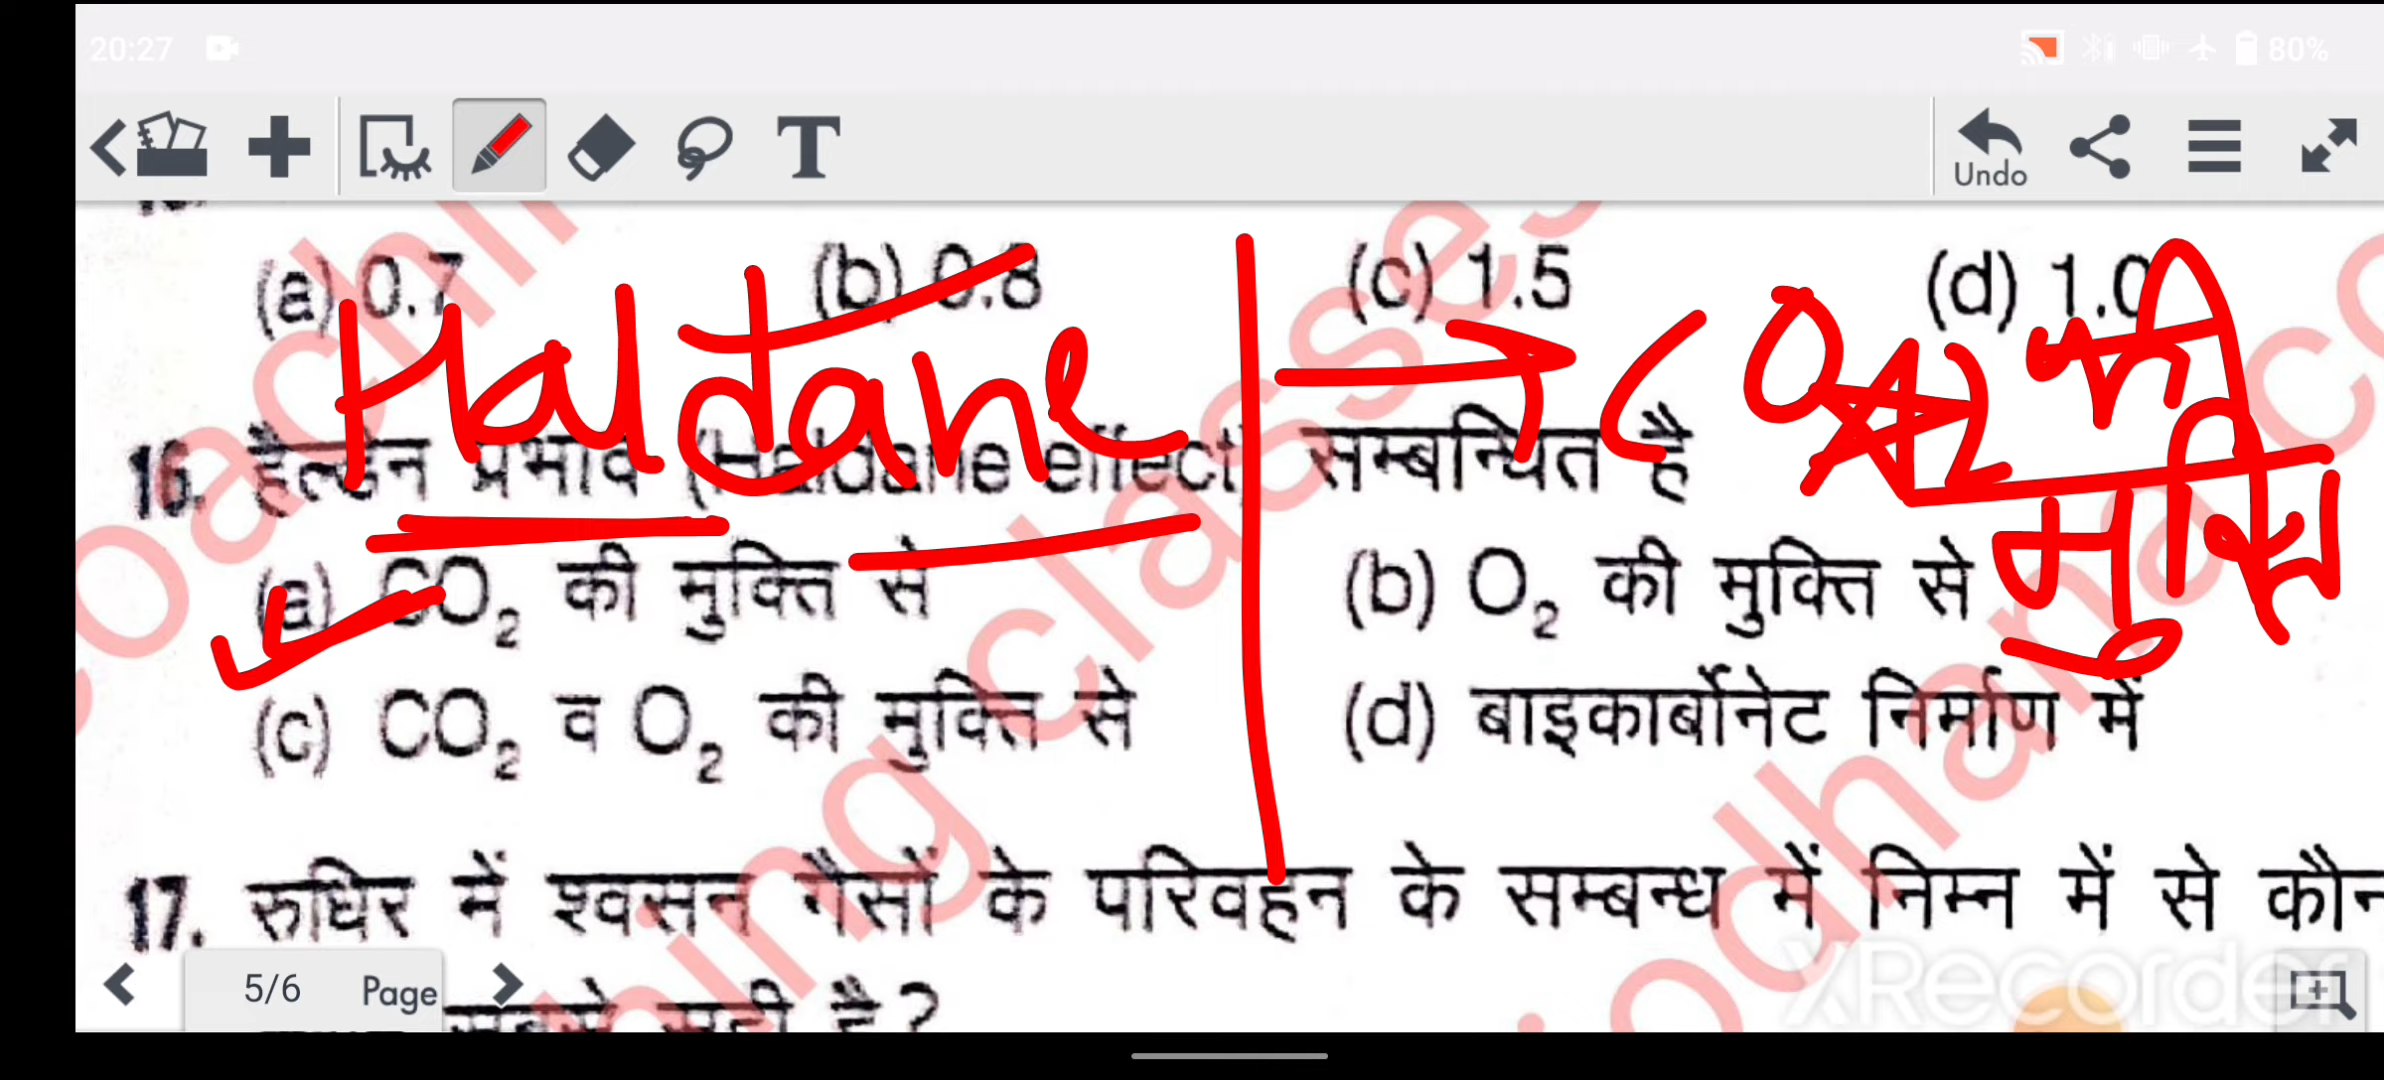 20:27 80%
Undo
(a) 0.7 (b) 0.8 (c) 1.5 (d) 1.0
Haldane → CO2 की
मुक्ति
16. हैल्डेन प्रभाव (Haldane effect) सम्बन्धित है
(a) CO2 की मुक्ति से (b) O2 की मुक्ति से
(c) CO2 व O2 की मुक्ति से (d) बाइकार्बोनेट निर्माण में
17. रुधिर में श्वसन गैसों के परिवहन के सम्बन्ध में निम्न में से कौन
है?
5/6 Page
XRecorder